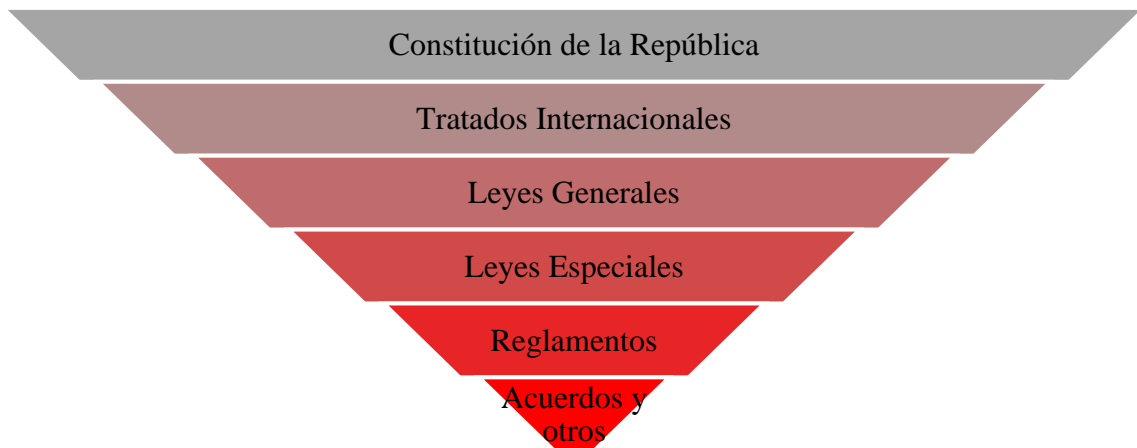 Constitución de la República
Tratados Internacionales
Leyes Generales
Leyes Especiales
Reglamentos
Acuerdos y
otros